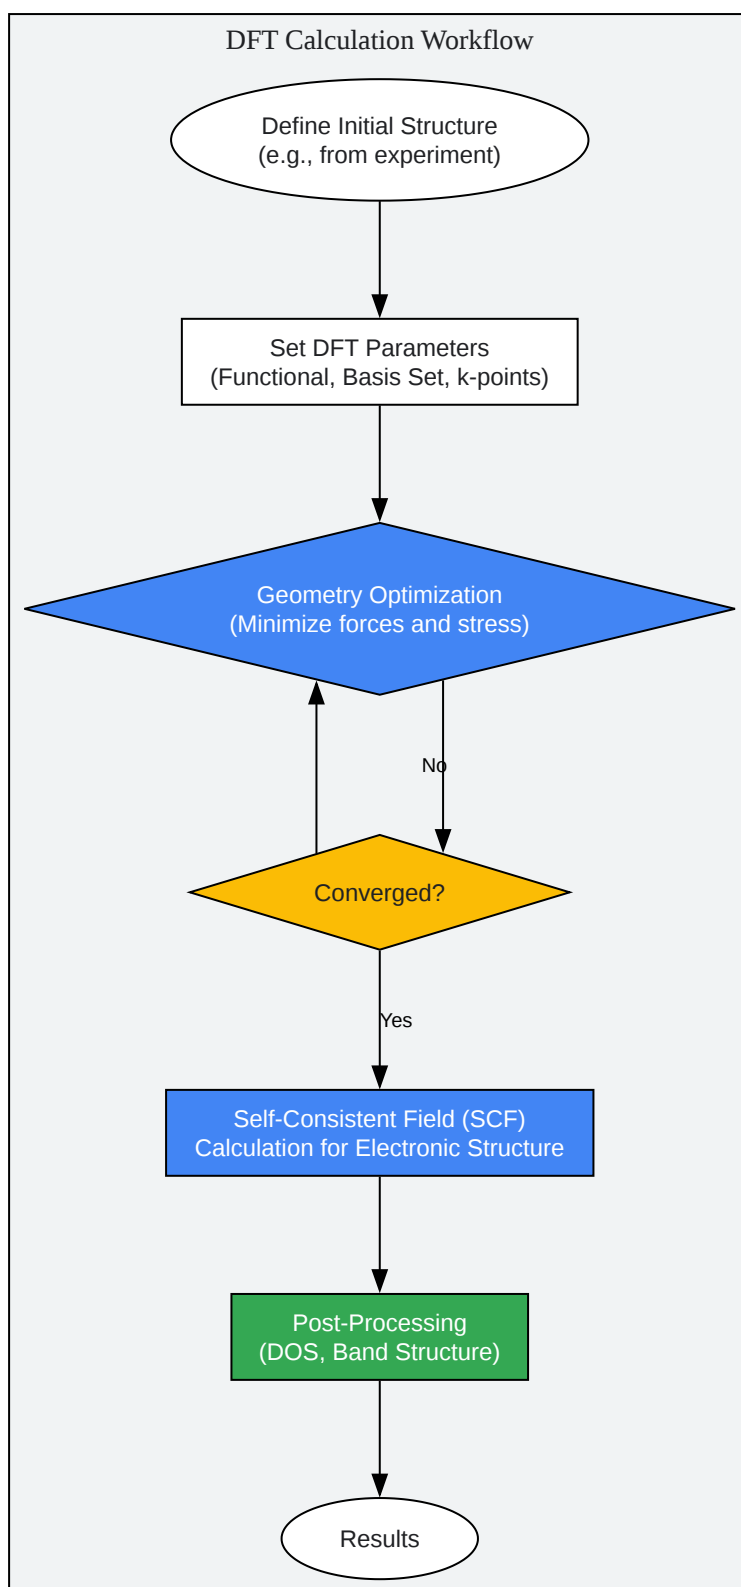 DFT Calculation Workflow
Define Initial Structure
(e.g., from experiment)
Set DFT Parameters
(Functional, Basis Set, k-points)
Geometry Optimization
(Minimize forces and stress)
No
Converged?
Yes
Self-Consistent Field (SCF)
Calculation for Electronic Structure
Post-Processing
(DOS, Band Structure)
Results